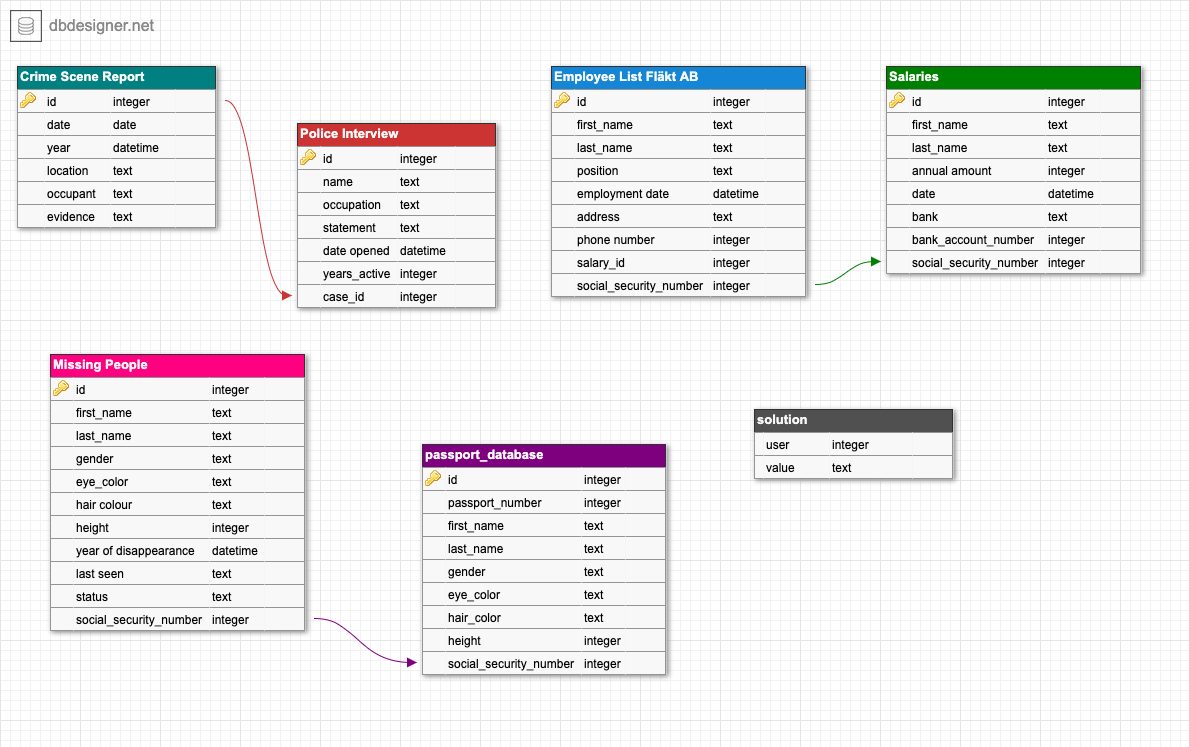 dbdesigner.net
Crime Scene Report
id integer
date date
year datetime
location text
occupant text
evidence text
Police Interview
id integer
name text
occupation text
statement text
date opened datetime
years_active integer
case_id integer
Employee List Fläkt AB
id integer
first_name text
last_name text
position text
employment date datetime
address text
phone number integer
salary_id integer
social_security_number integer
Salaries
id integer
first_name text
last_name text
annual amount integer
date datetime
bank text
bank_account_number integer
social_security_number integer
Missing People
id integer
first_name text
last_name text
gender text
eye_color text
hair colour text
height integer
year of disappearance datetime
last seen text
status text
social_security_number integer
passport_database
id integer
passport_number integer
first_name text
last_name text
gender text
eye_color text
hair_color text
height integer
social_security_number integer
solution
user integer
value text